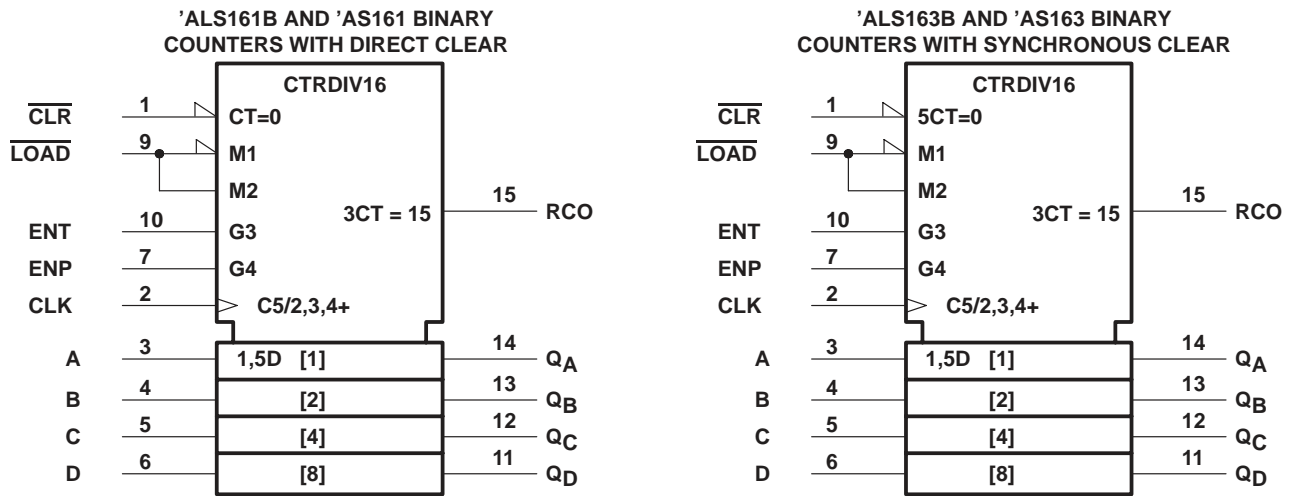 ’ALS161B AND ’AS161 BINARY
COUNTERS WITH DIRECT CLEAR
CTRDIV16
CLR 1 CT=0
LOAD 9 M1
M2
3CT = 15 15 RCO
ENT 10 G3
ENP 7 G4
CLK 2 C5/2,3,4+
A 3 1,5D [1] 14 QA
B 4 [2] 13 QB
C 5 [4] 12 QC
D 6 [8] 11 QD
’ALS163B AND ’AS163 BINARY
COUNTERS WITH SYNCHRONOUS CLEAR
CTRDIV16
CLR 1 5CT=0
LOAD 9 M1
M2
3CT = 15 15 RCO
ENT 10 G3
ENP 7 G4
CLK 2 C5/2,3,4+
A 3 1,5D [1] 14 QA
B 4 [2] 13 QB
C 5 [4] 12 QC
D 6 [8] 11 QD